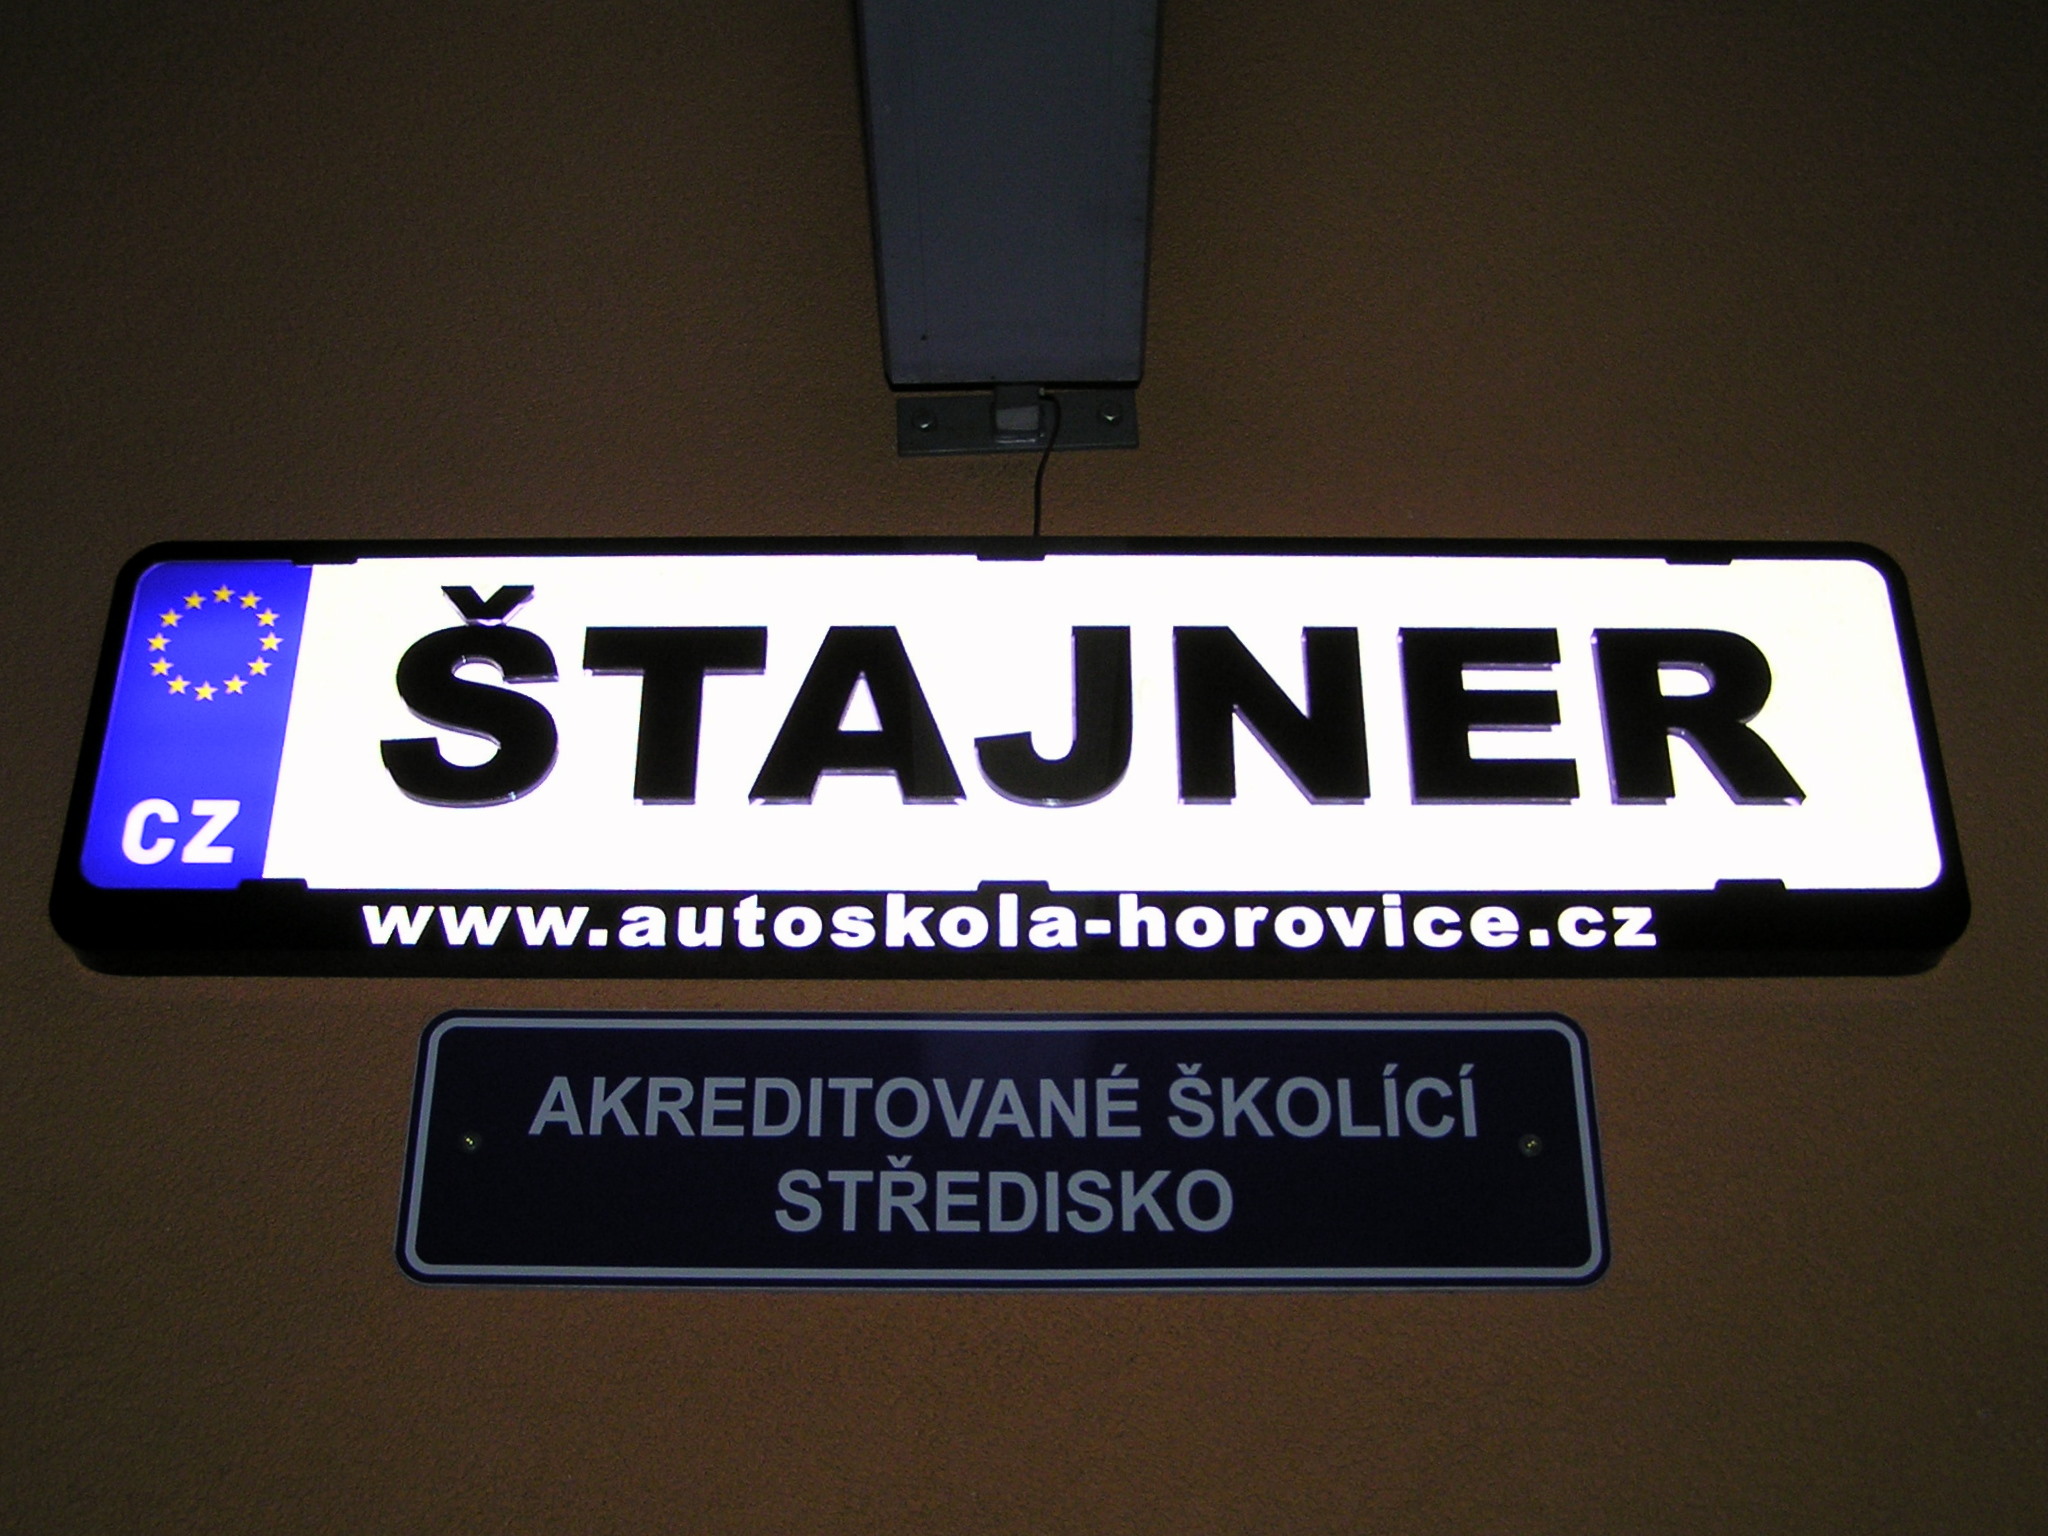 ŠTAJNER
CZ
www.autoskola-horovice.cz
AKREDITOVANÉ ŠKOLÍCÍ
STŘEDISKO